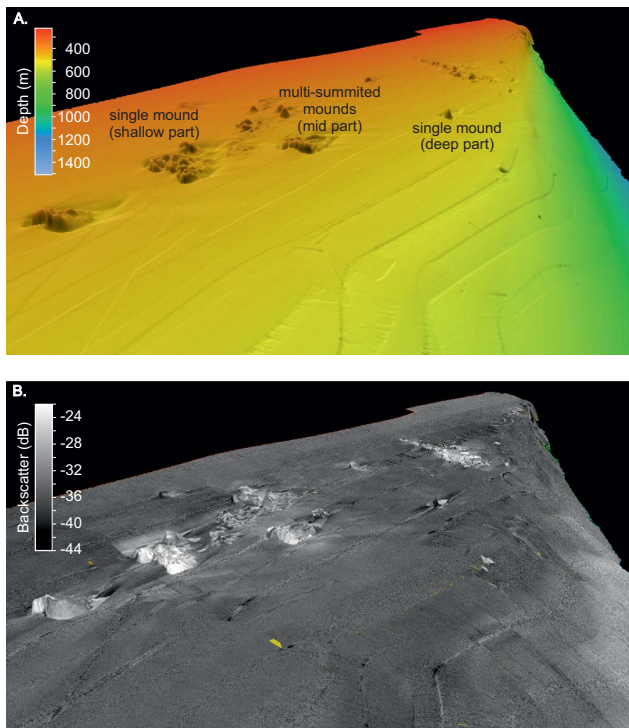 A.
Depth (m)
400
600
800
1000
1200
1400
single mound
(shallow part)
multi-summited
mounds
(mid part)
single mound
(deep part)
B.
Backscatter (dB)
-24
-28
-32
-36
-40
-44